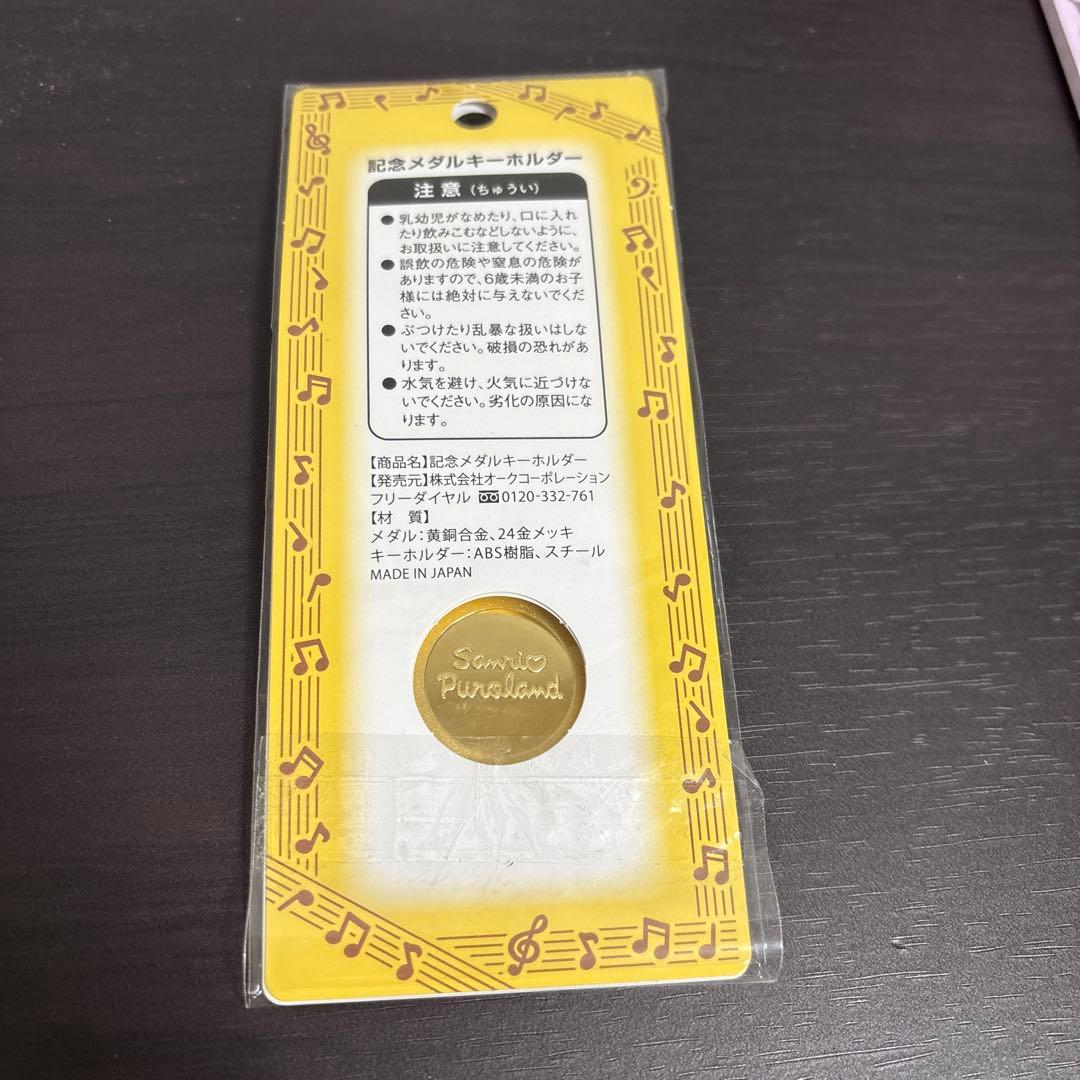 記念メダルキーホルダー
注意(ちゅうい)
● 乳幼児がなめたり、口に入れ
たり飲みこむなどしないように、
お取扱いに注意してください。
● 誤飲の危険や窒息の危険が
ありますので、6歳未満のお子
様には絶対に与えないでくだ
さい。
● ぶつけたり乱暴な扱いはしな
いでください。破損の恐れがあ
ります。
● 水気を避け、火気に近づけな
いでください。劣化の原因にな
ります。
【商品名】記念メダルキーホルダー
【発売元】株式会社オークコーポレーション
フリーダイヤル 0120-332-761
【材 質】
メダル:黄銅合金、24金メッキ
キーホルダー:ABS樹脂、スチール
MADE IN JAPAN
Sanrio
Puroland